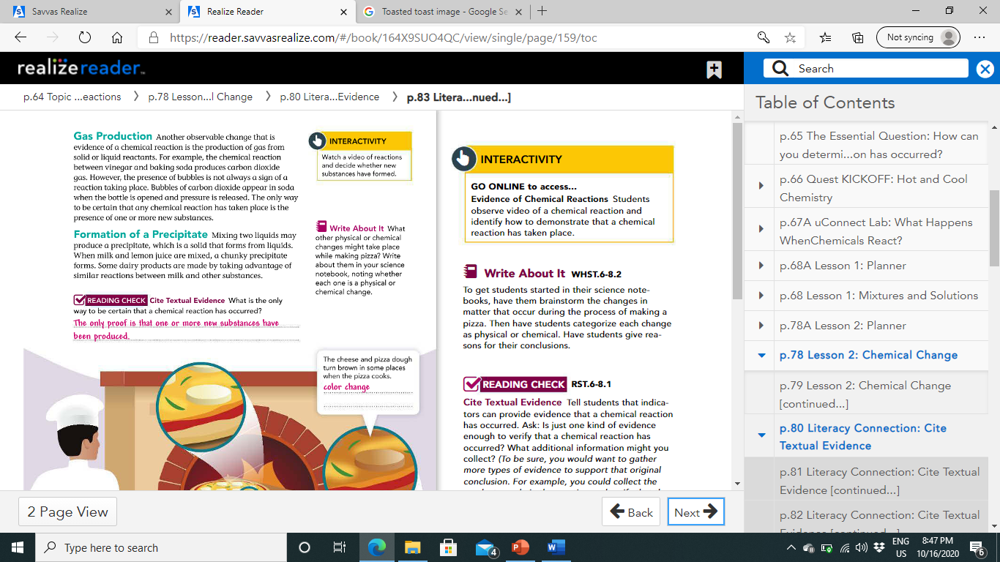 Savvas Realize
Realize Reader
Toasted toast image - Google Se
https://reader.savvasrealize.com/#/book/164X9SUO4QC/view/single/page/159/toc
Not syncing
realizereader
Search
p.64 Topic ...eactions
p.78 Lesson...l Change
p.80 Litera...Evidence
p.83 Litera...nued...]
Gas Production Another observable change that is
evidence of a chemical reaction is the production of gas from
solid or liquid reactants. For example, the chemical reaction
between vinegar and baking soda produces carbon dioxide
gas. However, the presence of bubbles is not always a sign of a
reaction taking place. Bubbles of carbon dioxide appear in soda
when the bottle is opened and pressure is released. The only way
to be certain that any chemical reaction has taken place is the
presence of one or more new substances.
Formation of a Precipitate Mixing two liquids may
produce a precipitate, which is a solid that forms from liquids.
When milk and lemon juice are mixed, a chunky precipitate
forms. Some dairy products are made by taking advantage of
similar reactions between milk and other substances.
READING CHECK Cite Textual Evidence What is the only
way to be certain that a chemical reaction has occurred?
The only proof is that one or more new substances have
been produced.
INTERACTIVITY
Watch a video of reactions
and decide whether new
substances have formed.
Write About It What
other physical or chemical
changes might take place
while making pizza? Write
about them in your science
notebook, noting whether
each one is a physical or
chemical change.
The cheese and pizza dough
turn brown in some places
when the pizza cooks.
color change
INTERACTIVITY
GO ONLINE to access...
Evidence of Chemical Reactions Students
observe video of a chemical reaction and
identify how to demonstrate that a chemical
reaction has taken place.
Write About It WHST.6-8.2
To get students started in their science note-
books, have them brainstorm the changes in
matter that occur during the process of making a
pizza. Then have students categorize each change
as physical or chemical. Have students give rea-
sons for their conclusions.
READING CHECK RST.6-8.1
Cite Textual Evidence Tell students that indica-
tors can provide evidence that a chemical reaction
has occurred. Ask: Is just one kind of evidence
enough to verify that a chemical reaction has
occurred? What additional information might you
collect? (To be sure, you would want to gather
more types of evidence to support that original
conclusion. For example, you could collect the
Table of Contents
p.65 The Essential Question: How can
you determi...on has occurred?
p.66 Quest KICKOFF: Hot and Cool
Chemistry
p.67A uConnect Lab: What Happens
WhenChemicals React?
p.68A Lesson 1: Planner
p.68 Lesson 1: Mixtures and Solutions
p.78A Lesson 2: Planner
p.78 Lesson 2: Chemical Change
p.79 Lesson 2: Chemical Change
[continued...]
p.80 Literacy Connection: Cite
Textual Evidence
p.81 Literacy Connection: Cite Textual
Evidence [continued...]
p.82 Literacy Connection: Cite Textual
Evidence [continued...]
2 Page View
Back
Next
Type here to search
4
ENG
US
8:47 PM
10/16/2020
6